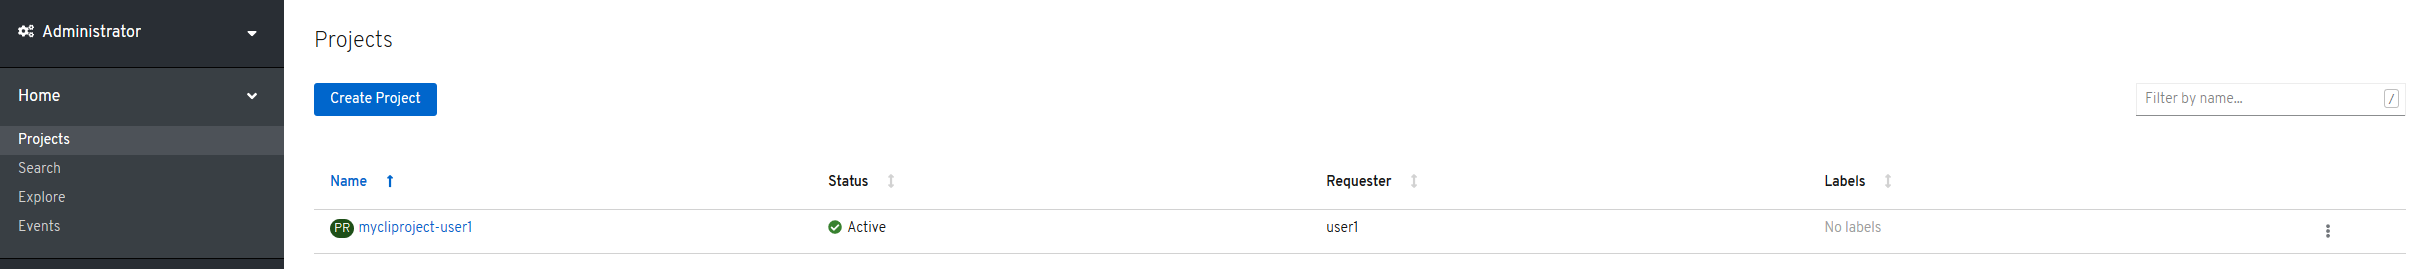 Administrator
Home
Projects
Search
Explore
Events
Projects
Create Project
Filter by name...
/
Name Status Requester Labels
PR mycliproject-user1 Active user1 No labels